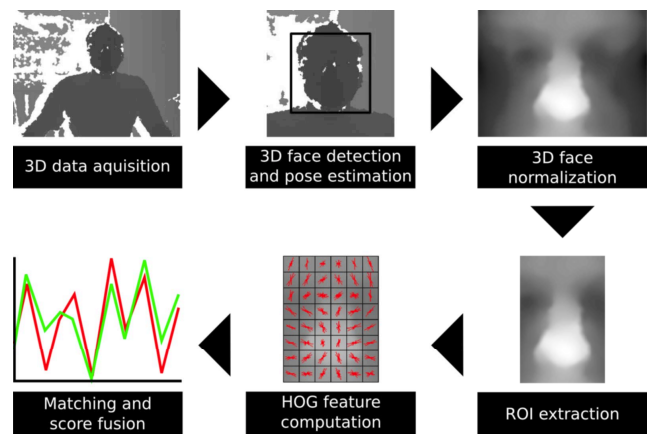 3D data aquisition
3D face detection
and pose estimation
3D face
normalization
Matching and
score fusion
HOG feature
computation
ROI extraction